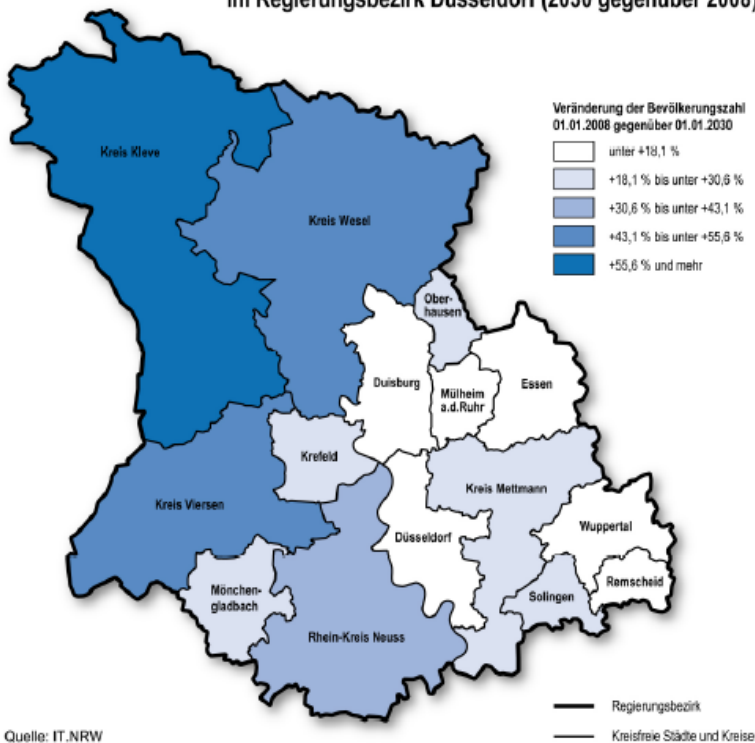 im Regierungsbezirk Düsseldorf (2030 gegenüber 2008)
Veränderung der Bevölkerungszahl
01.01.2008 gegenüber 01.01.2030
unter +18,1 %
+18,1 % bis unter +30,6 %
+30,6 % bis unter +43,1 %
+43,1 % bis unter +55,6 %
+55,6 % und mehr
Kreis Kleve
Kreis Wesel
Ober-
hausen
Duisburg
Mülheim
a.d.Ruhr
Essen
Krefeld
Kreis Mettmann
Kreis Viersen
Düsseldorf
Wuppertal
Remscheid
Mönchen-
gladbach
Solingen
Rhein-Kreis Neuss
Regierungsbezirk
Kreisfreie Städte und Kreise
Quelle: IT.NRW